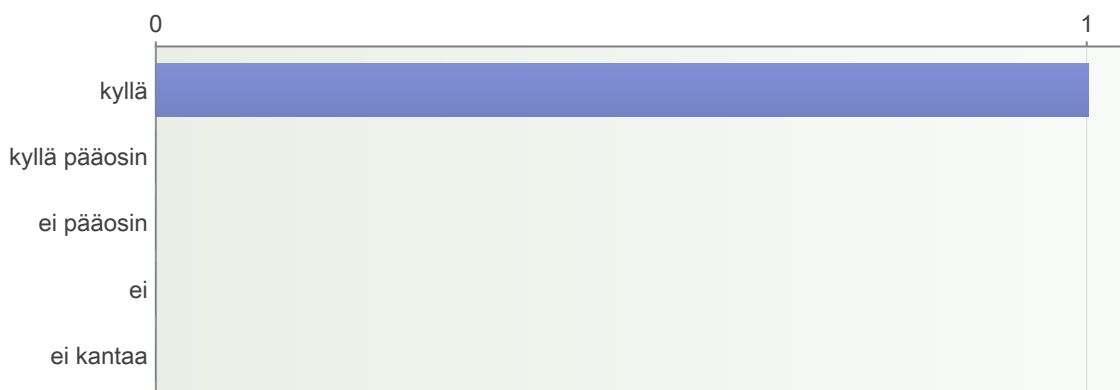 0 1
kyllä
kyllä pääosin
ei pääosin
ei
ei kantaa